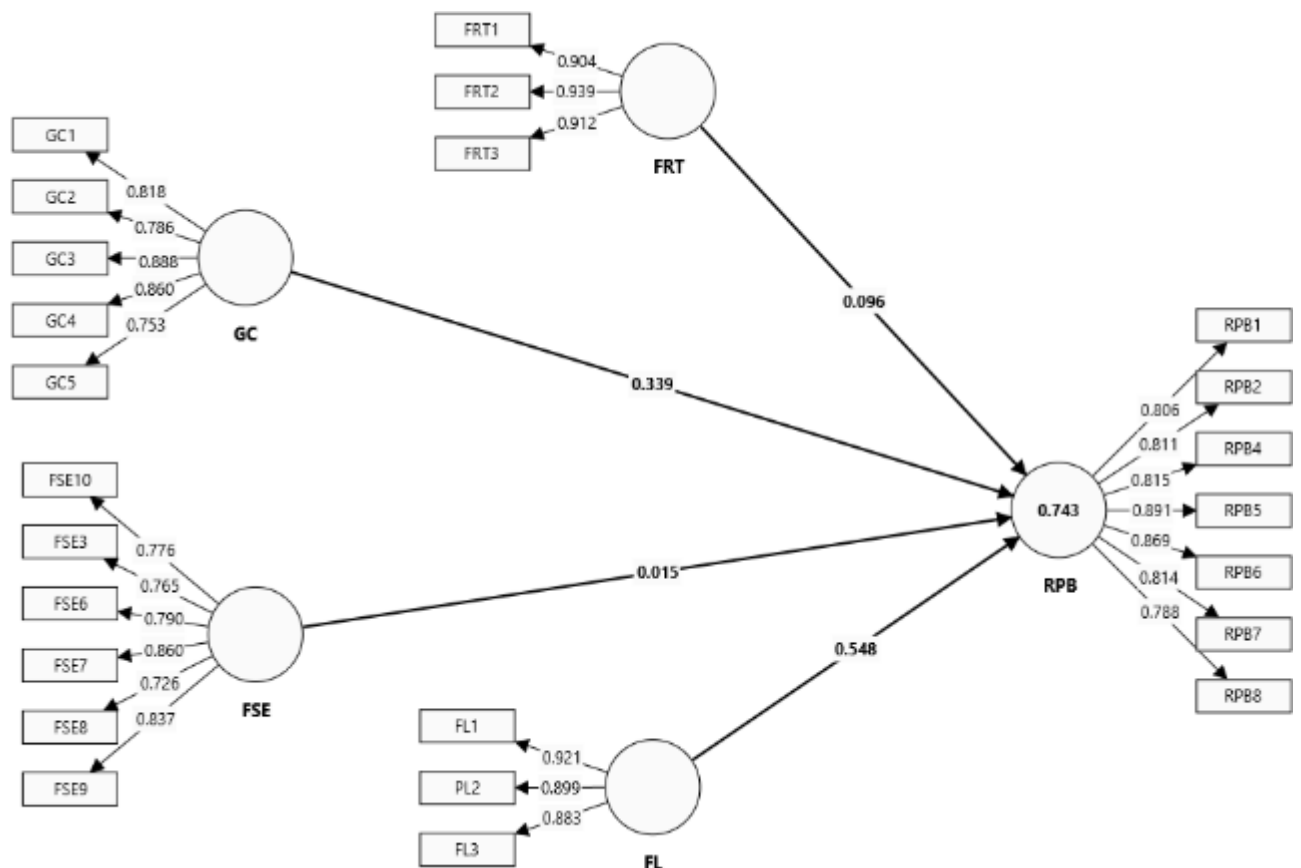 FRT1
0.904
FRT2
0.939
FRT3
0.912
FRT
GC1
0.818
GC2
0.786
GC3
0.888
GC4
0.860
GC5
0.753
GC
0.096
0.339
FSE10
0.776
FSE3
0.765
FSE6
0.790
FSE7
0.860
FSE8
0.726
FSE9
0.837
FSE
0.015
0.548
FL1
0.921
PL2
0.899
FL3
0.883
FL
0.743
RPB
RPB1
0.806
RPB2
0.811
RPB4
0.815
RPB5
0.891
RPB6
0.869
RPB7
0.814
RPB8
0.788